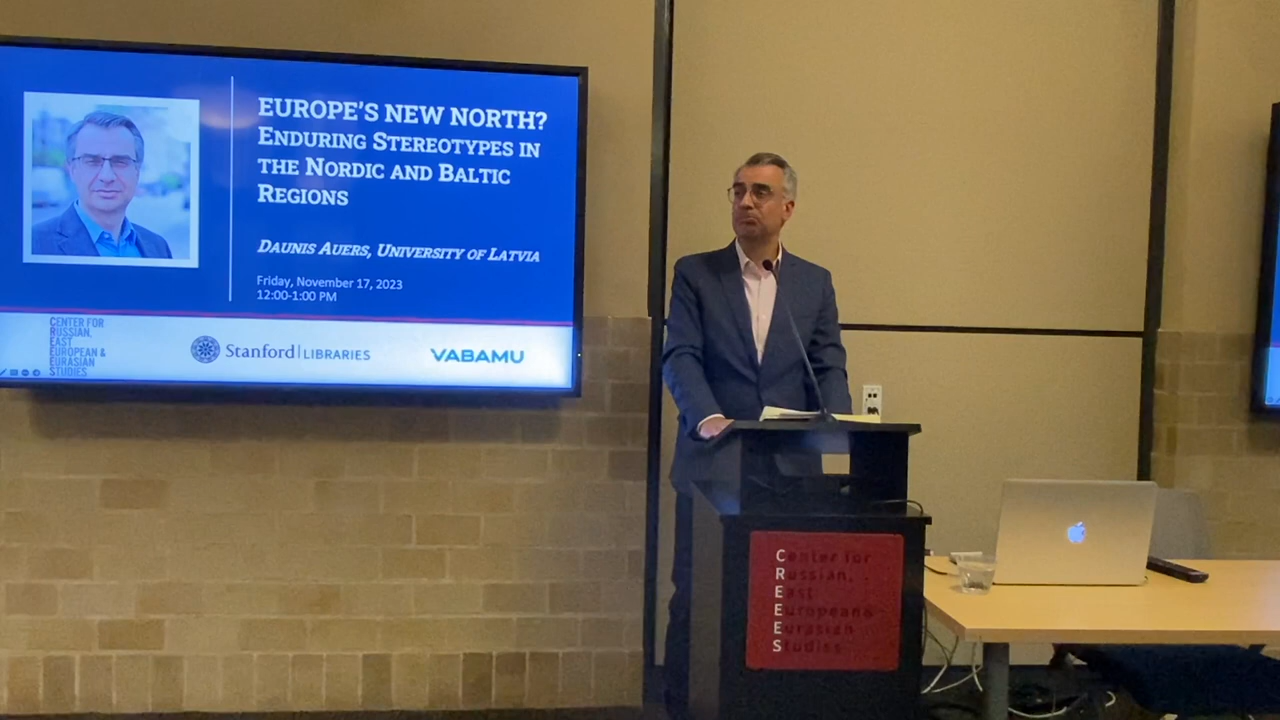 EUROPE'S NEW NORTH?
ENDURING STEREOTYPES IN
THE NORDIC AND BALTIC
REGIONS
DAUNIS AUERS, UNIVERSITY OF LATVIA
Friday, November 17, 2023
12:00-1:00 PM
CENTER FOR
RUSSIAN,
EAST
EUROPEAN &
EURASIAN
STUDIES
Stanford | LIBRARIES
VABAMU
Center for
Russian,
East
European &
Eurasian
Studies